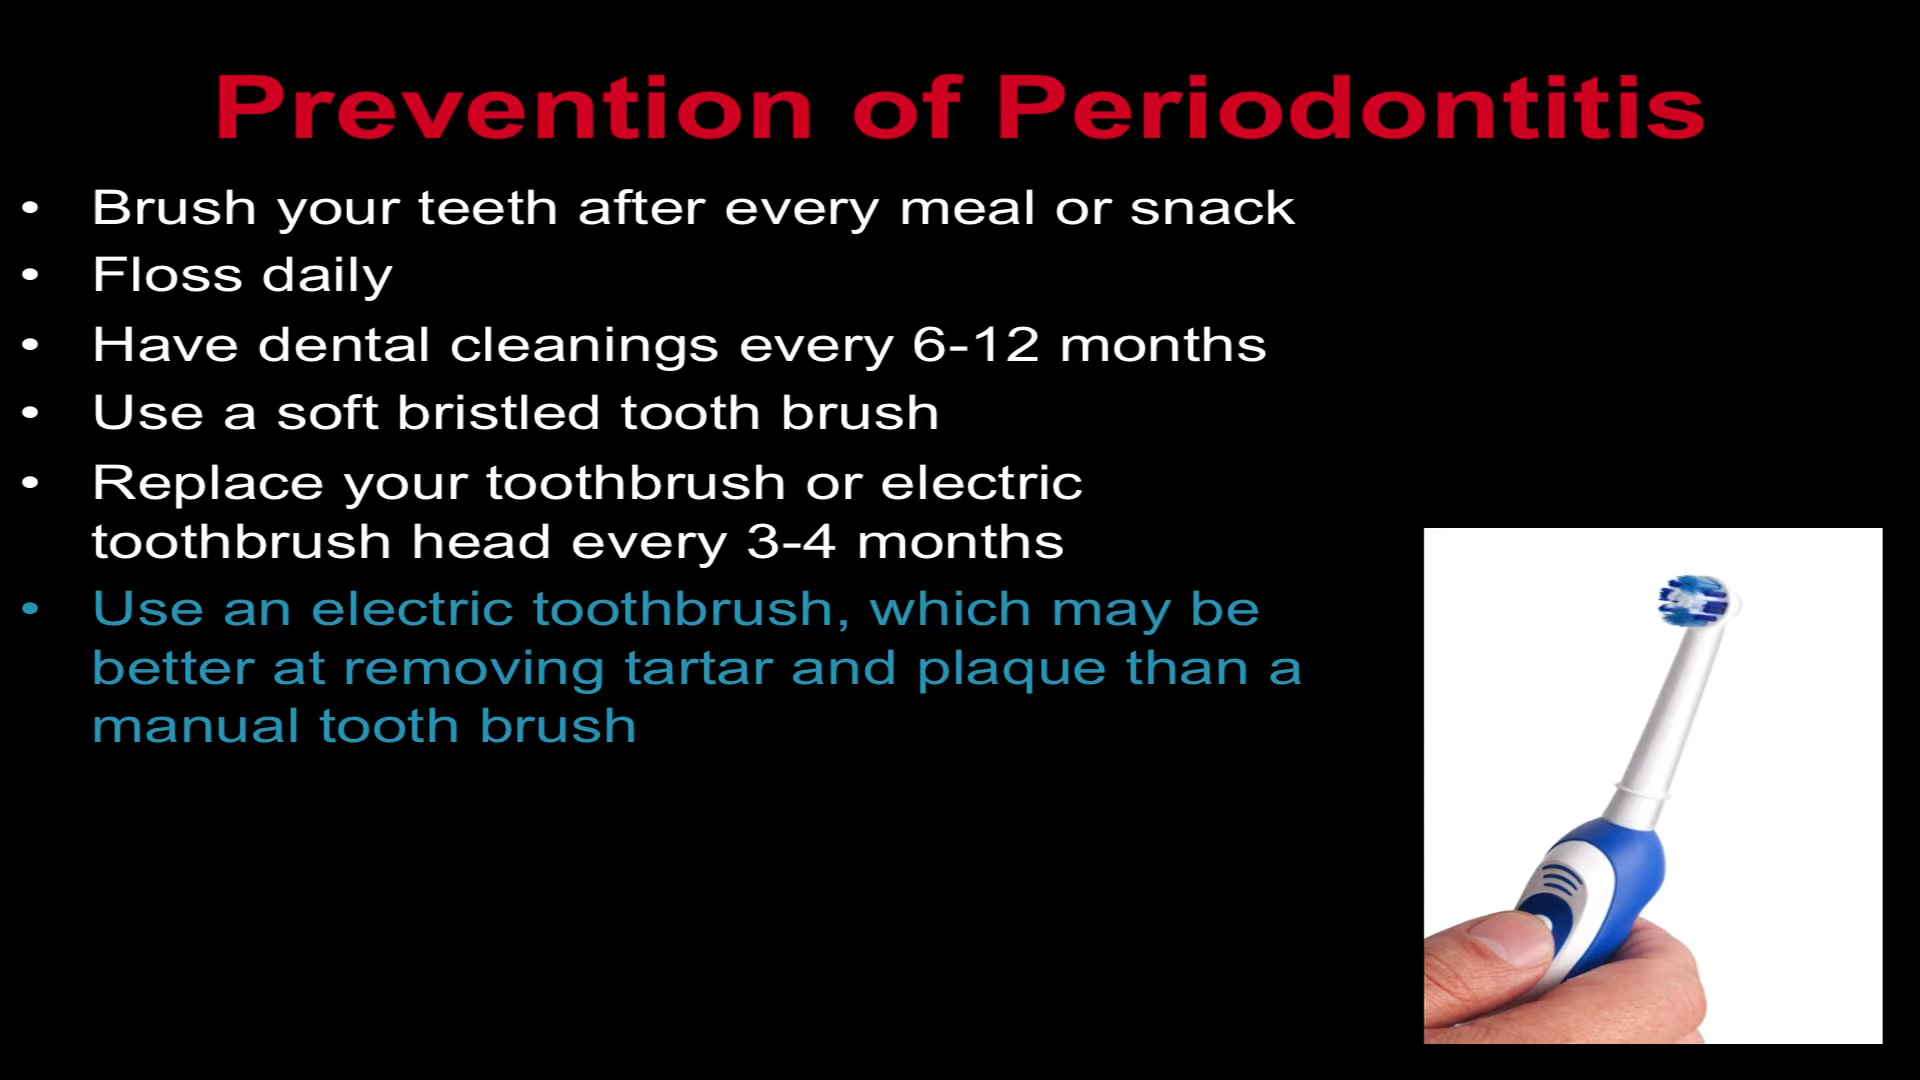 Prevention of Periodontitis
• Brush your teeth after every meal or snack
• Floss daily
• Have dental cleanings every 6-12 months
• Use a soft bristled tooth brush
• Replace your toothbrush or electric
toothbrush head every 3-4 months
• Use an electric toothbrush, which may be
better at removing tartar and plaque than a
manual tooth brush